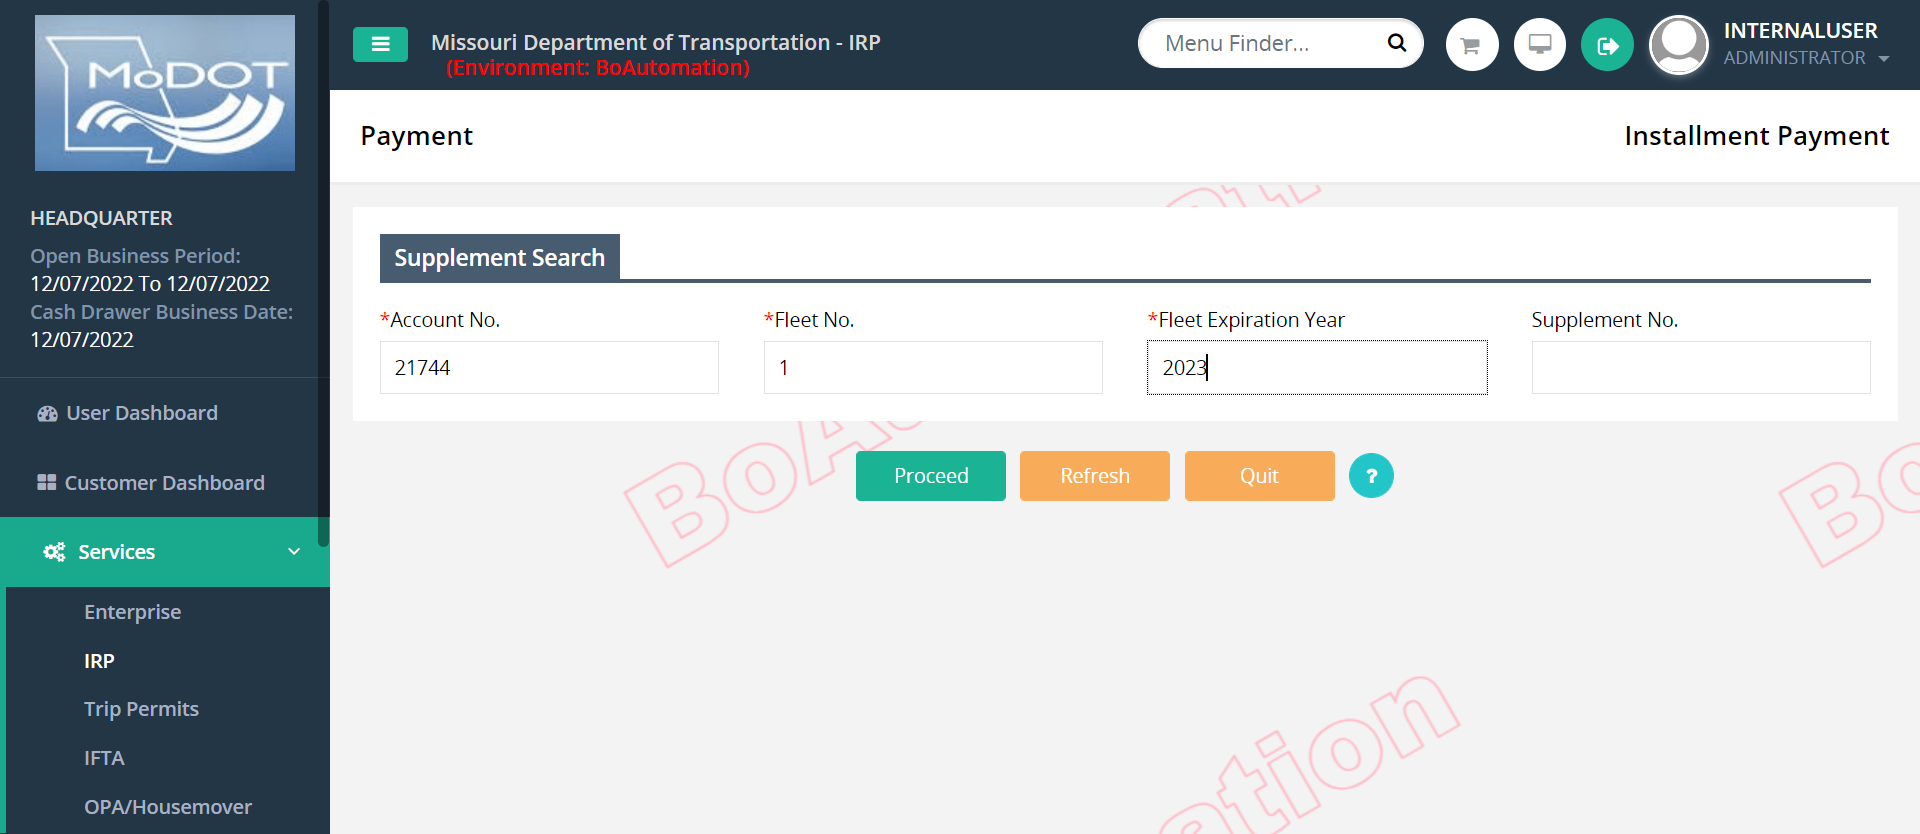 MoDOT
HEADQUARTER
Open Business Period:
12/07/2022 To 12/07/2022
Cash Drawer Business Date:
12/07/2022
User Dashboard
Customer Dashboard
Services
Enterprise
IRP
Trip Permits
IFTA
OPA/Housemover
Missouri Department of Transportation - IRP
(Environment: BoAutomation)
Menu Finder...
INTERNALUSER
ADMINISTRATOR
Payment
Installment Payment
Supplement Search
*Account No.
21744
*Fleet No.
1
*Fleet Expiration Year
2023
Supplement No.
Proceed
Refresh
Quit
?
BoAu
Bo
ation